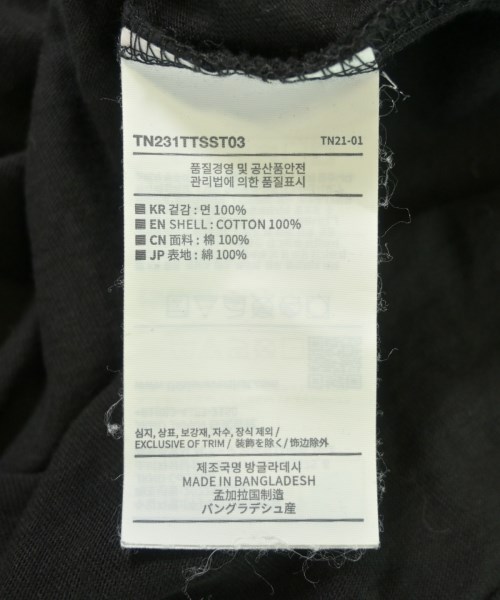 TN231TTSST03 TN21-01
품질경영 및 공산품안전
관리법에 의한 품질표시
KR 겉감 : 면 100%
EN SHELL : COTTON 100%
CN 面料 : 棉 100%
JP 表地 : 綿 100%
심지, 상표, 보강재, 자수, 장식 제외 /
EXCLUSIVE OF TRIM / 装飾を除く / 饰边除外
제조국명 방글라데시
MADE IN BANGLADESH
孟加拉国制造
バングラデシュ産